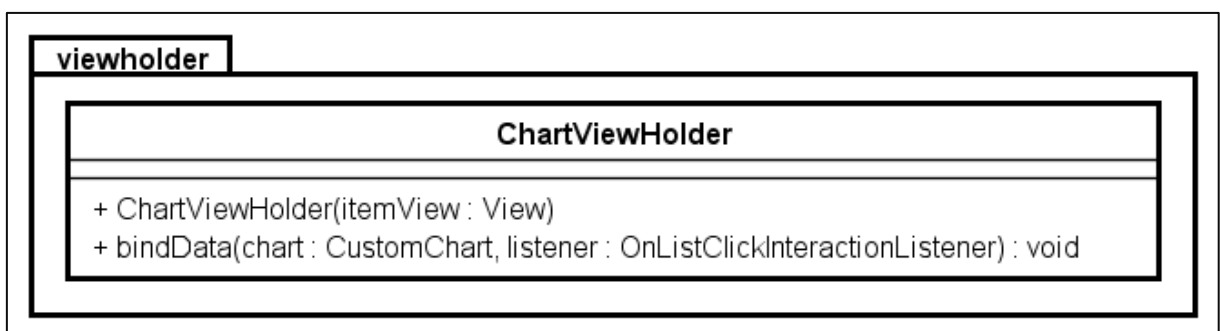 viewholder
ChartViewHolder
+ ChartViewHolder(itemView : View)
+ bindData(chart : CustomChart, listener : OnListClickInteractionListener) : void